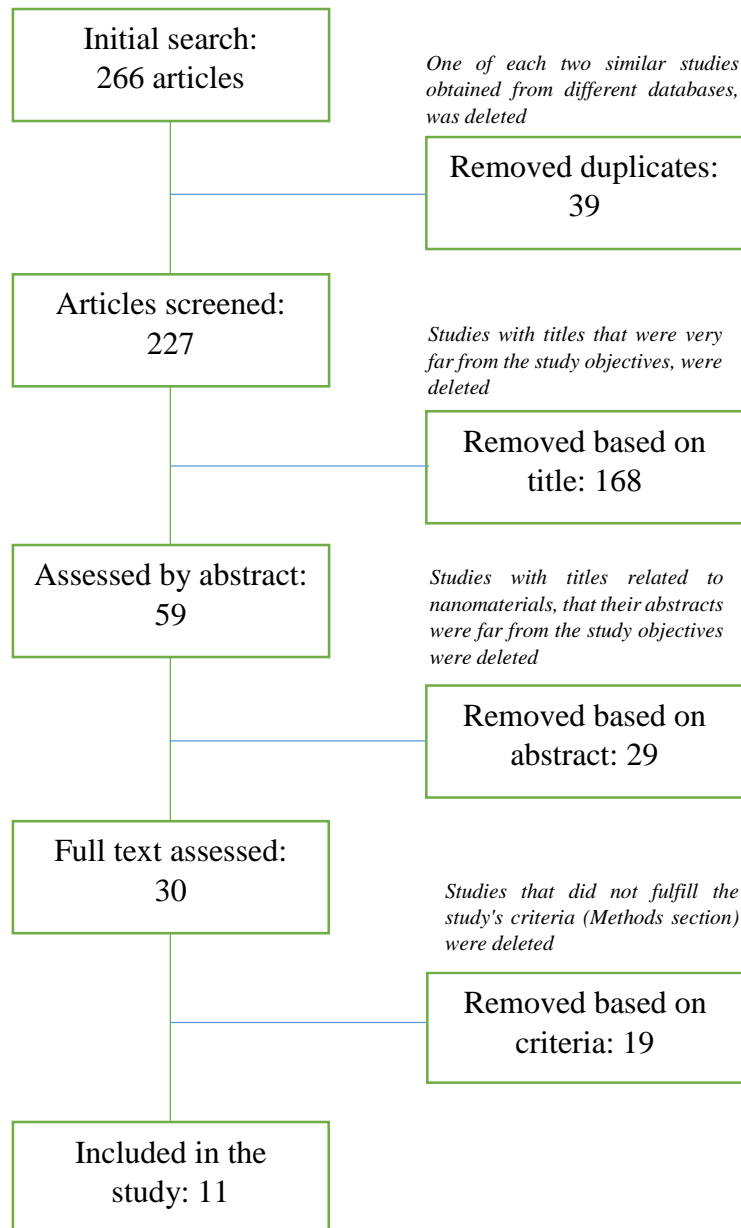 Initial search:
266 articles
One of each two similar studies
obtained from different databases,
was deleted
Removed duplicates:
39
Articles screened:
227
Studies with titles that were very
far from the study objectives, were
deleted
Removed based on
title: 168
Assessed by abstract:
59
Studies with titles related to
nanomaterials, that their abstracts
were far from the study objectives
were deleted
Removed based on
abstract: 29
Full text assessed:
30
Studies that did not fulfill the
study's criteria (Methods section)
were deleted
Removed based on
criteria: 19
Included in the
study: 11